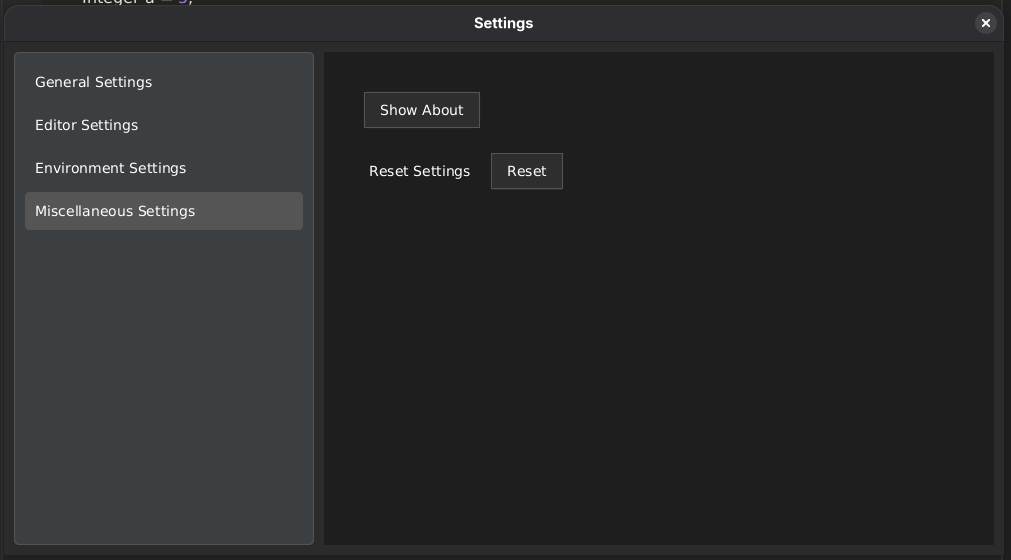 Integer a = 5;
Settings
General Settings
Editor Settings
Environment Settings
Miscellaneous Settings
Show About
Reset Settings Reset